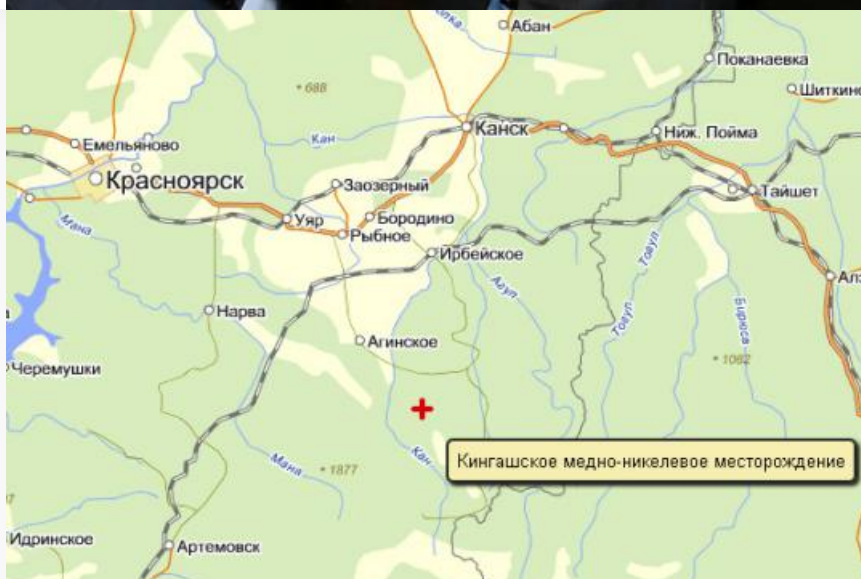 Абан
Поканаевка
688
Шиткино
Кан
Канск
Ниж. Пойма
Емельяново
Красноярск
Заозерный
Тайшет
Мана
Уяр
Бородино
Рыбное
Ирбейское
Агул
Тогул
Тогул
Бирюса
Нарва
Агинское
1082
Черемушки
Кан
Кингашское медно-никелевое месторождение
Мана
1877
Идринское
Артемовск